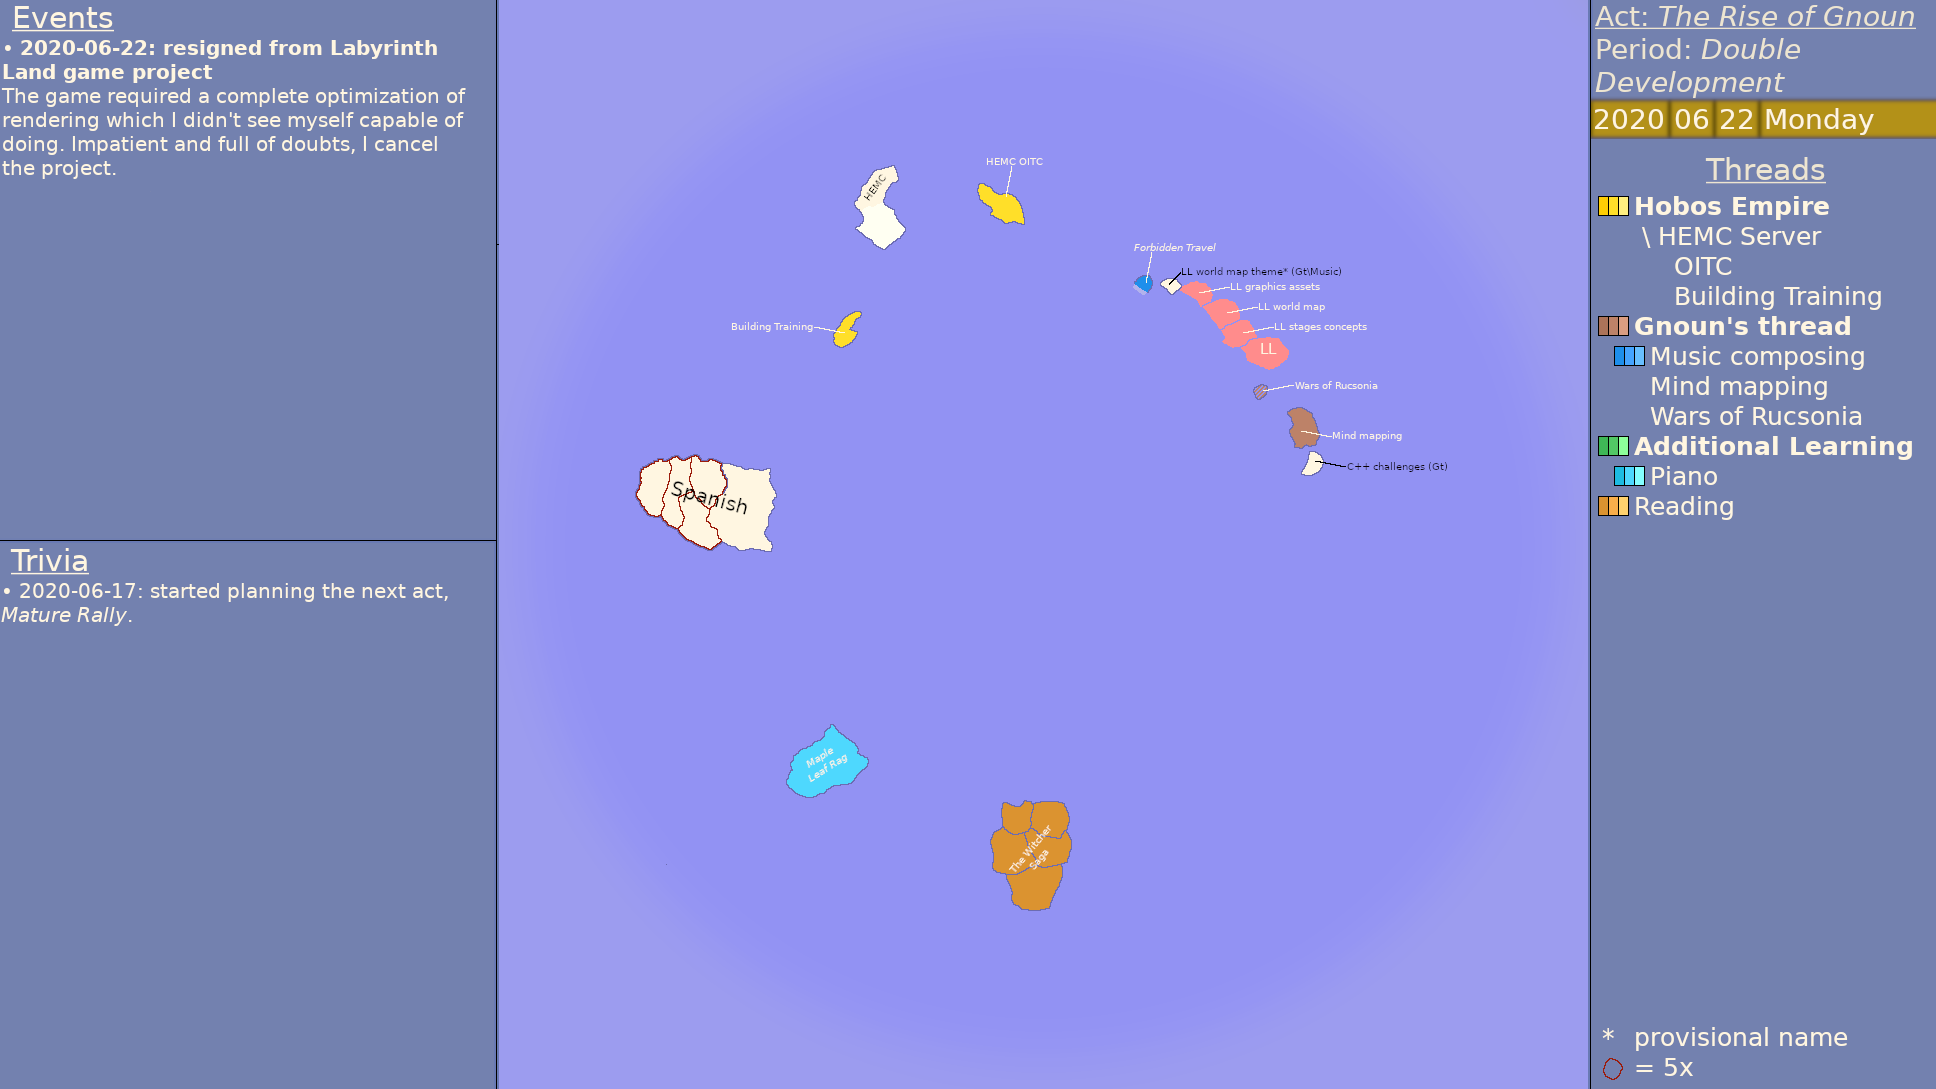 Events
• 2020-06-22: resigned from Labyrinth
Land game project
The game required a complete optimization of
rendering which I didn't see myself capable of
doing. Impatient and full of doubts, I cancel
the project.
Trivia
• 2020-06-17: started planning the next act,
Mature Rally.
HEMC
HEMC OITC
Forbidden Travel
LL world map theme* (Gt\Music)
LL graphics assets
LL world map
LL stages concepts
LL
Building Training
Wars of Rucsonia
Mind mapping
C++ challenges (Gt)
Spanish
Maple
Leaf Rag
The Witcher
Saga
Act: The Rise of Gnoun
Period: Double
Development
2020 06 22 Monday
Threads
Hobos Empire
\ HEMC Server
OITC
Building Training
Gnoun's thread
Music composing
Mind mapping
Wars of Rucsonia
Additional Learning
Piano
Reading
* provisional name
= 5x